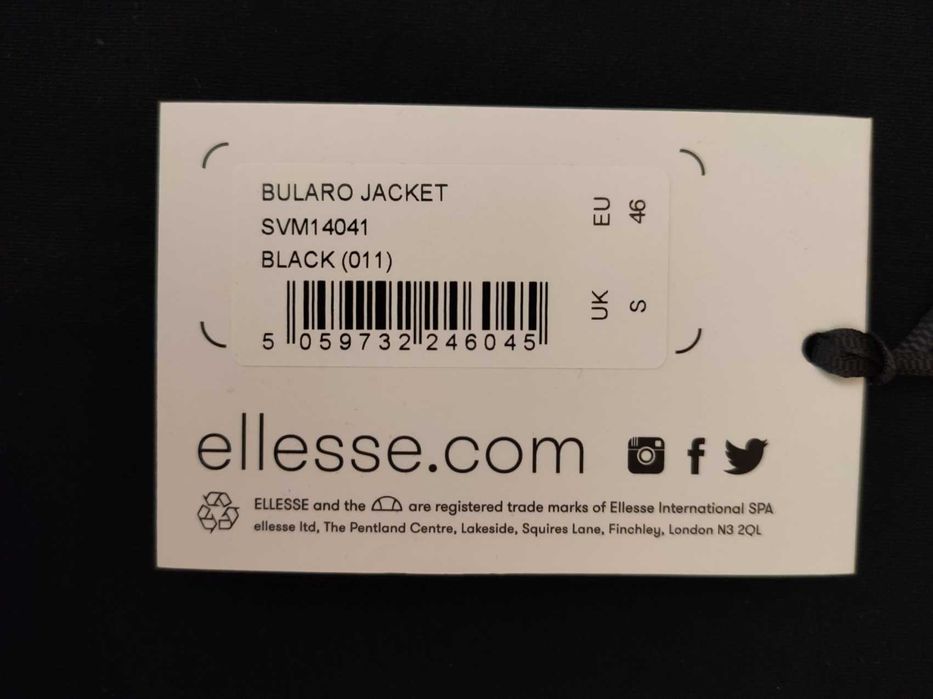 BULARO JACKET
SVM14041
BLACK (011)
EU 46
UK S
5 059732 246045
ellesse.com
ELLESSE and the are registered trade marks of Ellesse International SPA
ellesse ltd, The Pentland Centre, Lakeside, Squires Lane, Finchley, London N3 2QL